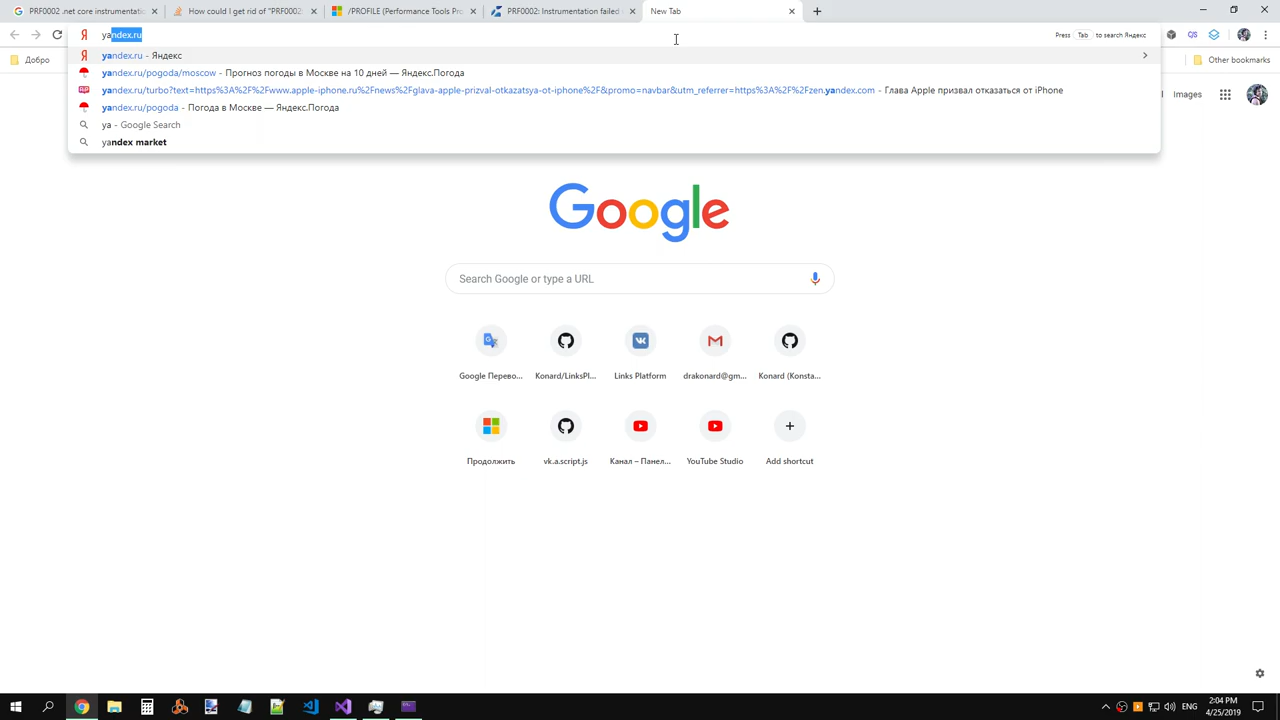 PRF0002 .net core instrumentatio
How could I get rid of "PRF0002:
/PROFILE (Performance Tools Pro
PRF0002: Instrumentation failed
New Tab
yandex.ru
Press Tab to search Яндекс
yandex.ru - Яндекс
yandex.ru/pogoda/moscow - Прогноз погоды в Москве на 10 дней — Яндекс.Погода
yandex.ru/turbo?text=https%3A%2F%2Fwww.apple-iphone.ru%2Fnews%2Fglava-apple-prizval-otkazatsya-ot-iphone%2F&promo=navbar&utm_referrer=https%3A%2F%2Fzen.yandex.com - Глава Apple призвал отказаться от iPhone
yandex.ru/pogoda - Погода в Москве — Яндекс.Погода
ya - Google Search
yandex market
Добро
Other bookmarks
Images
Google
Search Google or type a URL
Google Перево...
Konard/LinksPl...
Links Platform
drakonard@gm...
Konard (Konsta...
Продолжить
vk.a.script.js
Канал – Панел...
YouTube Studio
Add shortcut
ENG
2:04 PM
4/25/2019